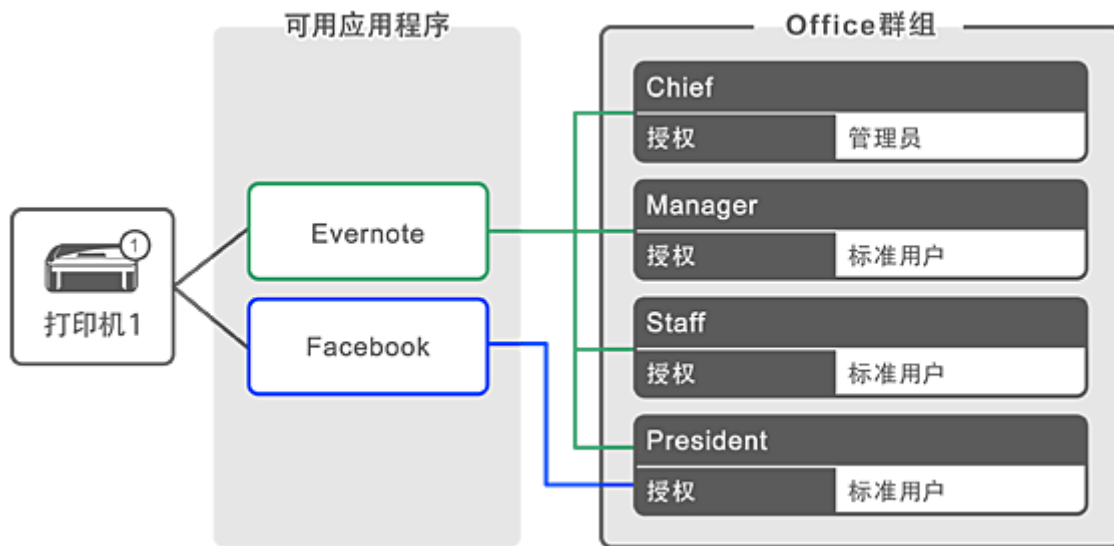 可用应用程序
Office群组
1
打印机1
Evernote
Facebook
Chief
授权 管理员
Manager
授权 标准用户
Staff
授权 标准用户
President
授权 标准用户